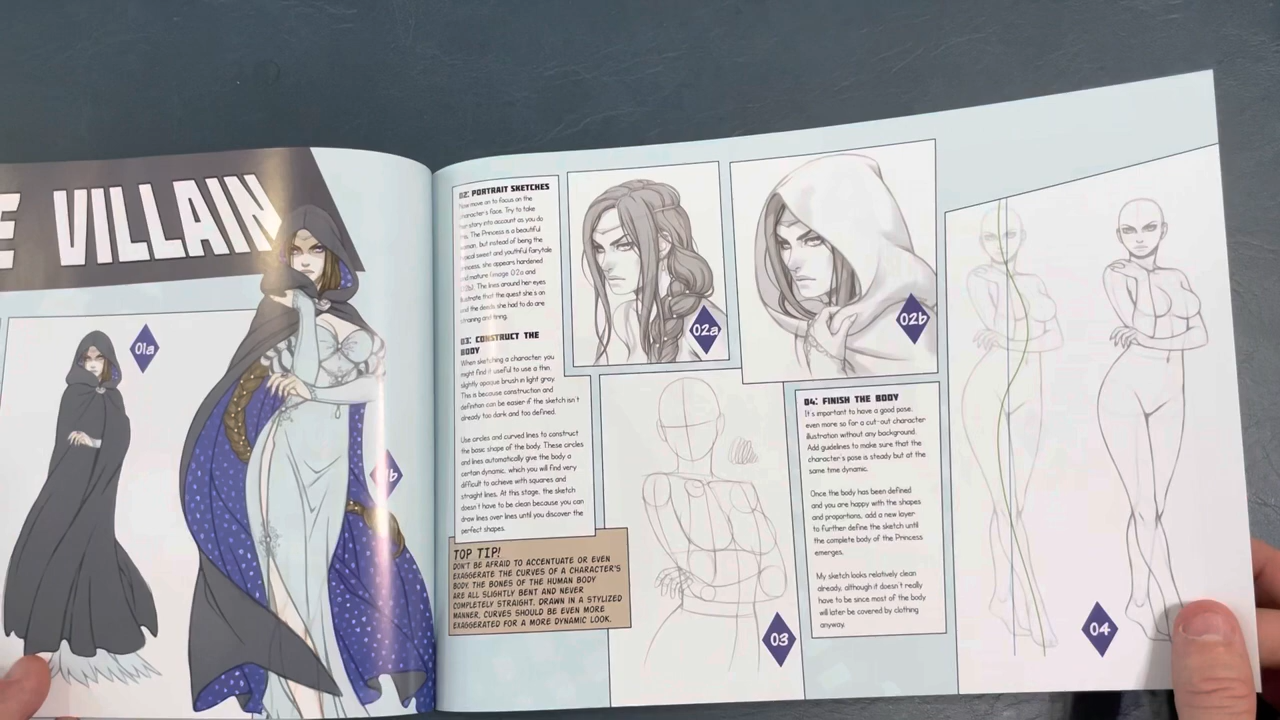 E VILLAIN
01a
1b
02: PORTRAIT SKETCHES
Now move on to focus on the
character's face. Try to take
her story into account as you do
this. The Princess is a beautiful
woman, but instead of being the
typical sweet and youthful fairytale
princess, she appears hardened
and mature (image 02a and
02b). The lines around her eyes
illustrate that the quest she's on
and the deeds she had to do are
straining and tiring.
03: CONSTRUCT THE
BODY
When sketching a character, you
might find it useful to use a thin,
slightly opaque brush in light gray.
This is because construction and
definition can be easier if the sketch isn't
already too dark and too defined.
Use circles and curved lines to construct
the basic shape of the body. These circles
and lines automatically give the body a
certain dynamic, which you will find very
difficult to achieve with squares and
straight lines. At this stage, the sketch
doesn't have to be clean because you can
draw lines over lines until you discover the
perfect shapes.
TOP TIP!
DON'T BE AFRAID TO ACCENTUATE OR EVEN
EXAGGERATE THE CURVES OF A CHARACTER'S
BODY. THE BONES OF THE HUMAN BODY
ARE ALL SLIGHTLY BENT AND NEVER
COMPLETELY STRAIGHT. DRAWN IN A STYLIZED
MANNER, CURVES SHOULD BE EVEN MORE
EXAGGERATED FOR A MORE DYNAMIC LOOK.
02a
02b
03
04: FINISH THE BODY
It's important to have a good pose,
even more so for a cut-out character
illustration without any background.
Add guidelines to make sure that the
character's pose is steady but at the
same time dynamic.
Once the body has been defined
and you are happy with the shapes
and proportions, add a new layer
to further define the sketch until
the complete body of the Princess
emerges.
My sketch looks relatively clean
already, although it doesn't really
have to be since most of the body
will later be covered by clothing
anyway.
04